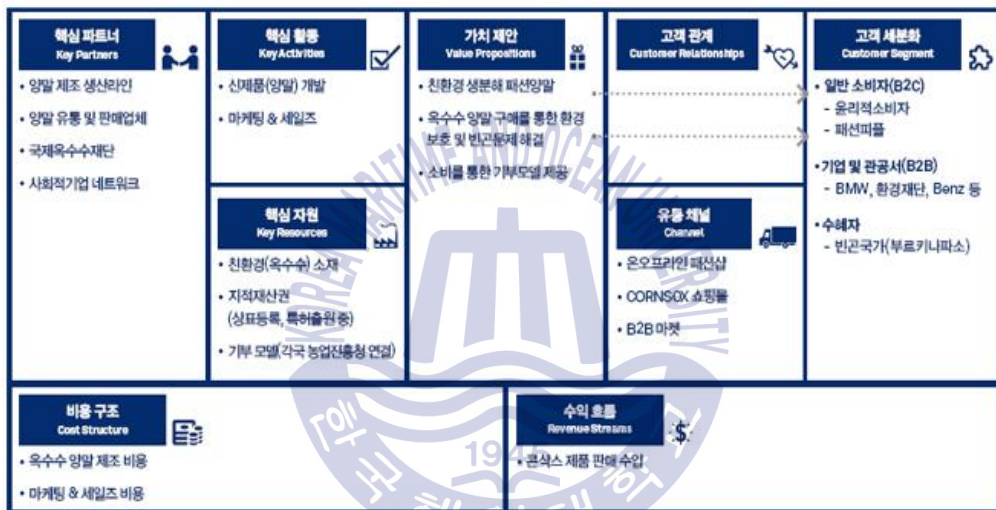 핵심 파트너
Key Partners
• 양말 제조 생산라인
• 양말 유통 및 판매업체
• 국제옥수수재단
• 사회적기업 네트워크
핵심 활동
Key Activities
• 신제품(양말) 개발
• 마케팅 & 세일즈
핵심 자원
Key Resources
• 친환경(옥수수) 소재
• 지적재산권
(상표등록, 특허출원 중)
• 기부 모델(각국 농업진흥청 연결)
가치 제안
Value Propositions
• 친환경 생분해 패션양말
• 옥수수 양말 구매를 통한 환경
보호 및 빈곤문제 해결
• 소비를 통한 기부모델 제공
고객 관계
Customer Relationships
유통 채널
Channel
• 온오프라인 패션샵
• CORNSOX 쇼핑몰
• B2B 마켓
고객 세분화
Customer Segment
• 일반 소비자(B2C)
- 윤리적소비자
- 패션피플
• 기업 및 관공서(B2B)
- BMW, 환경재단, Benz 등
• 수혜자
- 빈곤국가(부르키나파소)
비용 구조
Cost Structure
• 옥수수 양말 제조 비용
• 마케팅 & 세일즈 비용
수익 흐름
Revenue Streams
$
• 콘삭스 제품 판매 수입
KOREA MARITIME AND OCEAN UNIVERSITY
1945